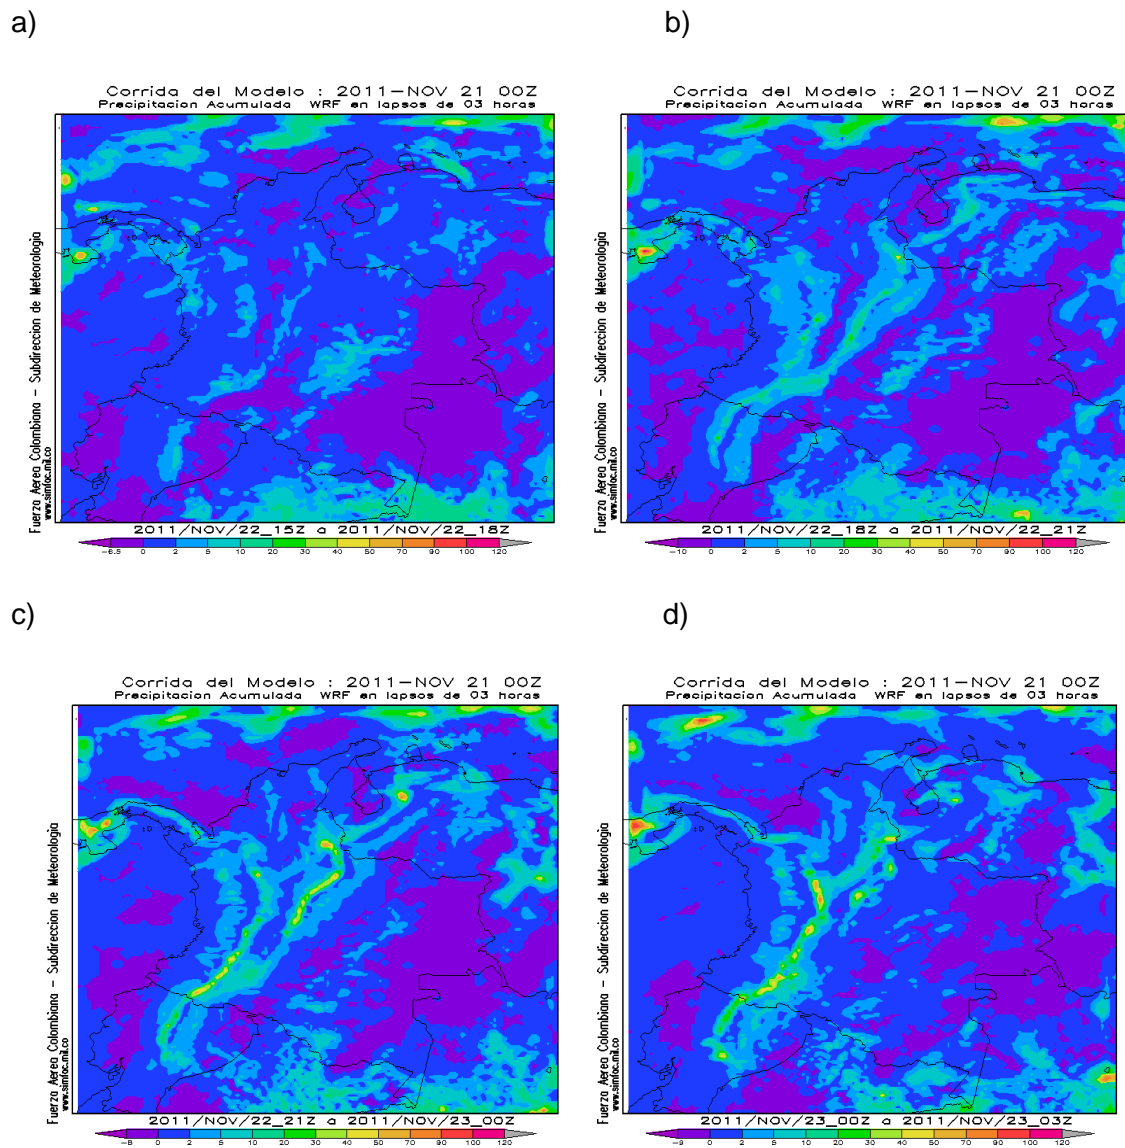 a)
b)
Corrida del Modelo : 2011-NOV 21 00Z
Precipitacion Acumulada WRF en lapsos de 03 horas
Fuerza Aerea Colombiana - Subdireccion de Meteorologia
www.simfac.mil.co
2011/NOV/22_15Z a 2011/NOV/22_18Z
-6.5 0 2 5 10 20 30 40 50 70 90 100 120
Corrida del Modelo : 2011-NOV 21 00Z
Precipitacion Acumulada WRF en lapsos de 03 horas
Fuerza Aerea Colombiana - Subdireccion de Meteorologia
www.simfac.mil.co
2011/NOV/22_18Z a 2011/NOV/22_21Z
-10 0 2 5 10 20 30 40 50 70 90 100 120
c)
d)
Corrida del Modelo : 2011-NOV 21 00Z
Precipitacion Acumulada WRF en lapsos de 03 horas
Fuerza Aerea Colombiana - Subdireccion de Meteorologia
www.simfac.mil.co
2011/NOV/22_21Z a 2011/NOV/23_00Z
0 2 5 10 20 30 40 50 70 90 100 120
Corrida del Modelo : 2011-NOV 21 00Z
Precipitacion Acumulada WRF en lapsos de 03 horas
Fuerza Aerea Colombiana - Subdireccion de Meteorologia
www.simfac.mil.co
2011/NOV/23_00Z a 2011/NOV/23_03Z
-9 0 2 5 10 20 30 40 50 70 90 100 120